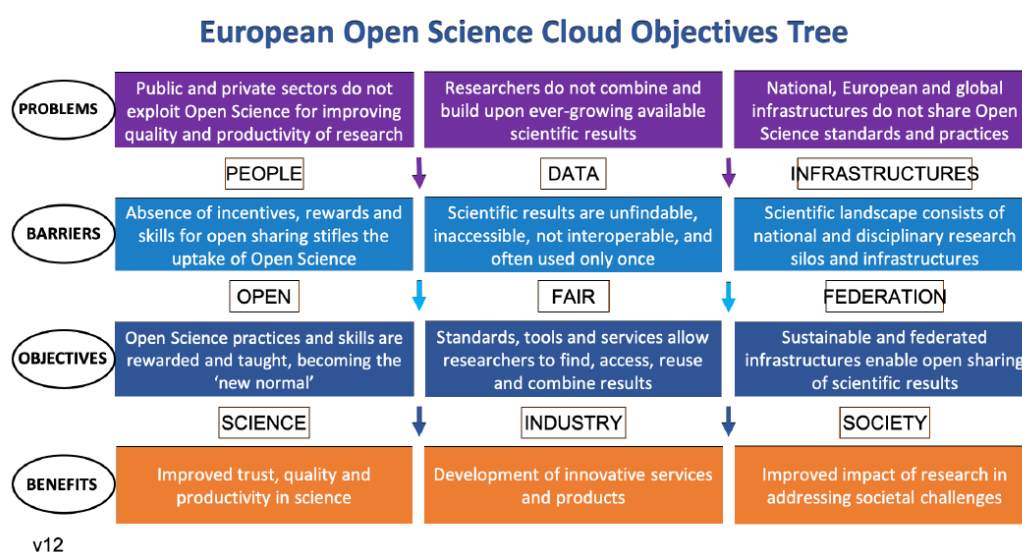 European Open Science Cloud Objectives Tree
PROBLEMS
Public and private sectors do not
exploit Open Science for improving
quality and productivity of research
Researchers do not combine and
build upon ever-growing available
scientific results
National, European and global
infrastructures do not share Open
Science standards and practices
PEOPLE
DATA
INFRASTRUCTURES
BARRIERS
Absence of incentives, rewards and
skills for open sharing stifles the
uptake of Open Science
Scientific results are unfindable,
inaccessible, not interoperable, and
often used only once
Scientific landscape consists of
national and disciplinary research
silos and infrastructures
OPEN
FAIR
FEDERATION
OBJECTIVES
Open Science practices and skills are
rewarded and taught, becoming the
‘new normal’
Standards, tools and services allow
researchers to find, access, reuse
and combine results
Sustainable and federated
infrastructures enable open sharing
of scientific results
SCIENCE
INDUSTRY
SOCIETY
BENEFITS
Improved trust, quality and
productivity in science
Development of innovative services
and products
Improved impact of research in
addressing societal challenges
v12